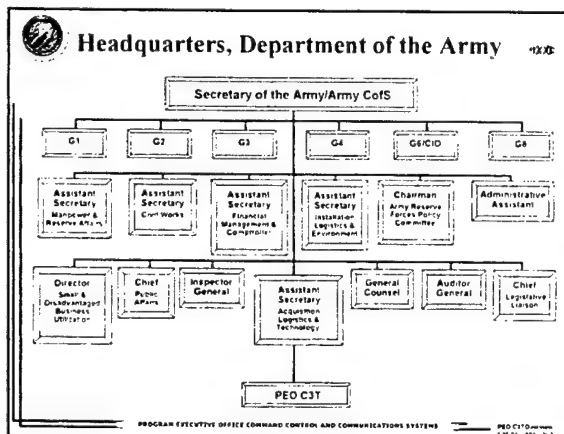 Headquarters, Department of the Army
Secretary of the Army/Army CofS
G1
G2
G3
G4
G6/CIO
G8
Assistant
Secretary
Manpower &
Reserve Affairs
Assistant
Secretary
Civil Works
Assistant
Secretary
Financial
Management &
Comptroller
Assistant
Secretary
Installation
Logistics &
Environment
Chairman
Army Reserve
Forces Policy
Committee
Administrative
Assistant
Director
Small &
Disadvantaged
Business
Utilization
Chief
Public
Affairs
Inspector
General
Assistant
Secretary
Acquisition
Logistics &
Technology
General
Counsel
Auditor
General
Chief
Legislative
Liaison
PEO C3T
PROGRAM EXECUTIVE OFFICE COMMAND CONTROL AND COMMUNICATIONS SYSTEMS
PEO C3T Overview